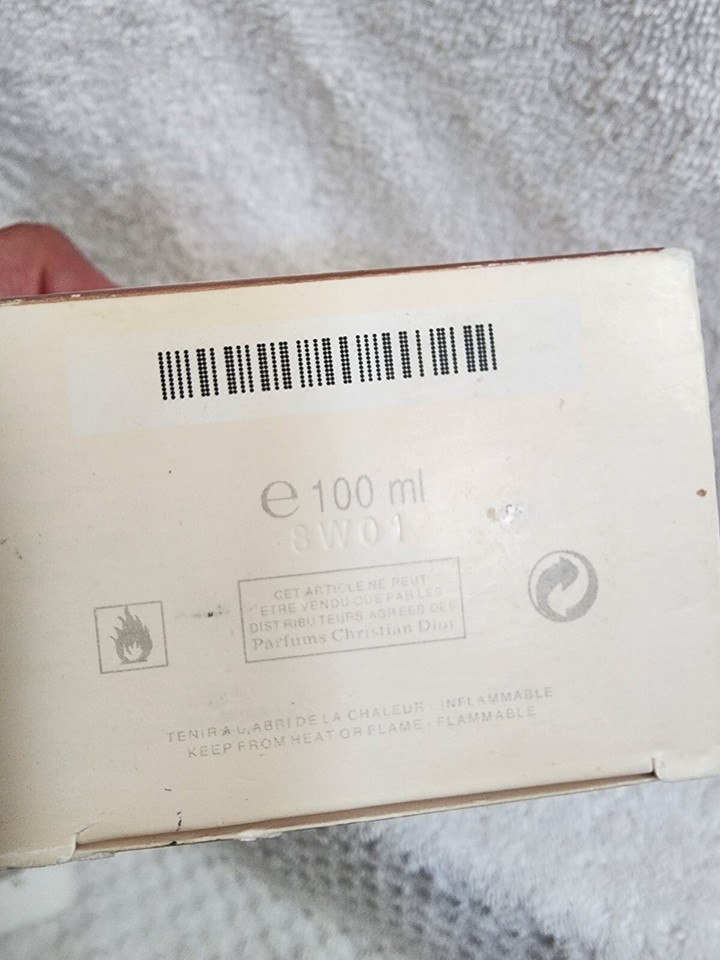 e 100 ml
8W01
CET ARTICLE NE PEUT
ETRE VENDU QUE PAR LES
DISTRIBUTEURS AGREES DES
Parfums Christian Dior
TENIR A L'ABRI DE LA CHALEUR - INFLAMMABLE
KEEP FROM HEAT OR FLAME - FLAMMABLE